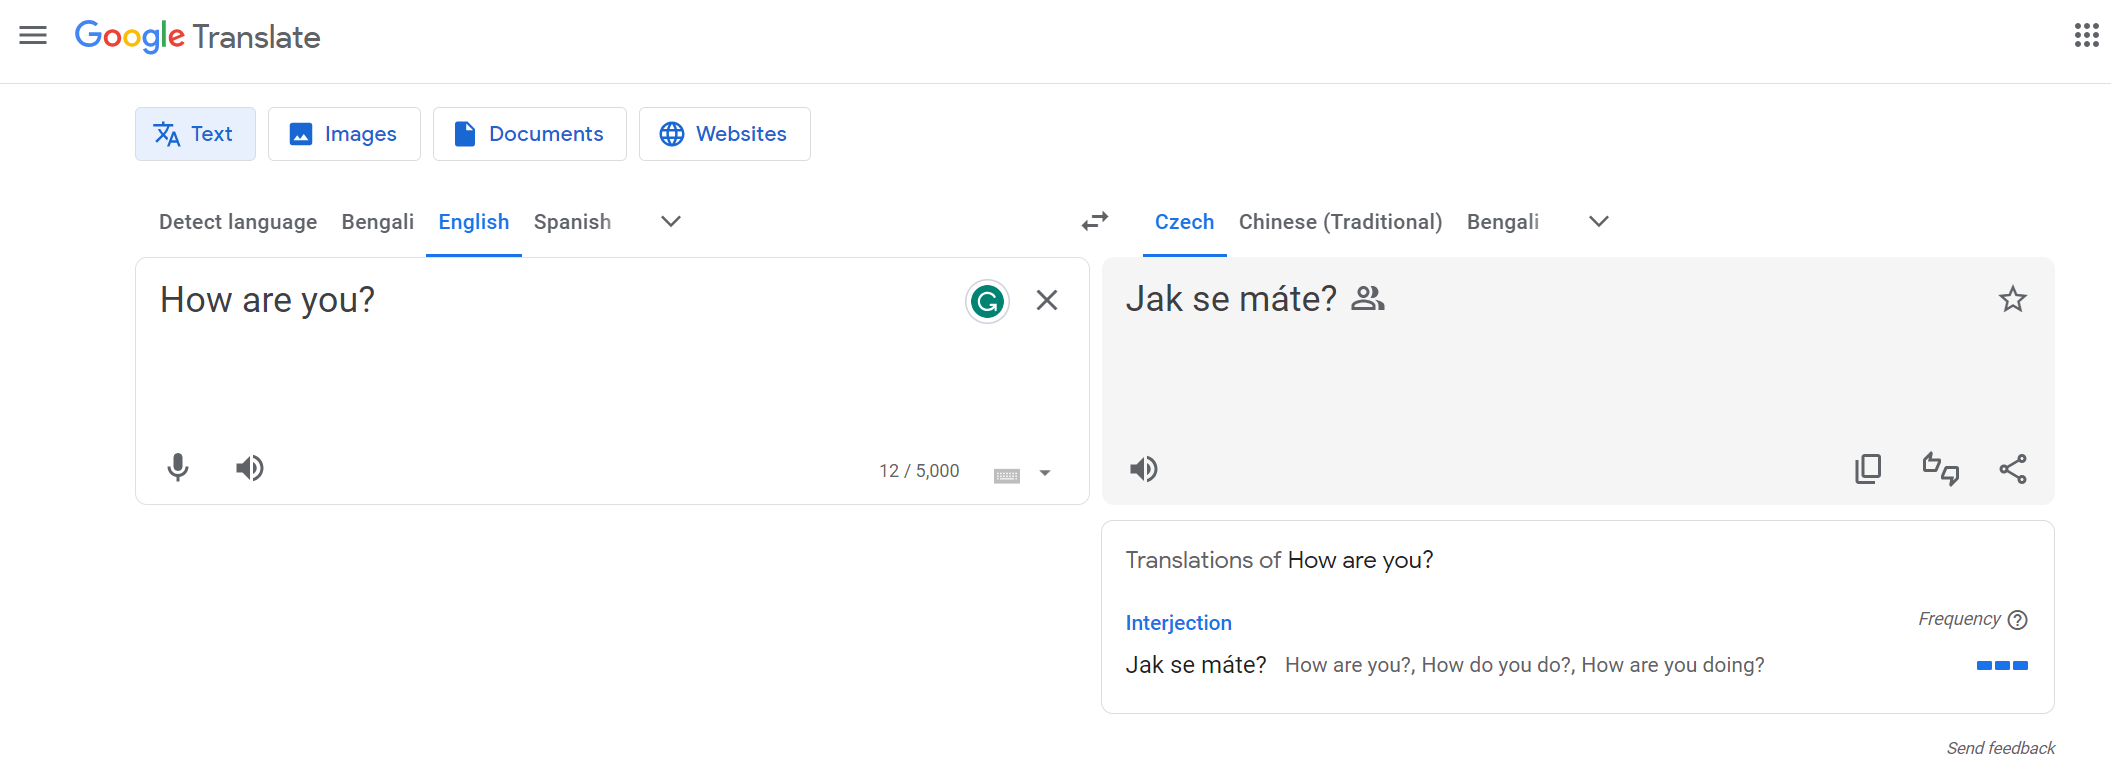 Google Translate
Text Images Documents Websites
Detect language Bengali English Spanish Czech Chinese (Traditional) Bengali
How are you?
Jak se máte?
12 / 5,000
Translations of How are you?
Interjection Frequency
Jak se máte? How are you?, How do you do?, How are you doing?
Send feedback